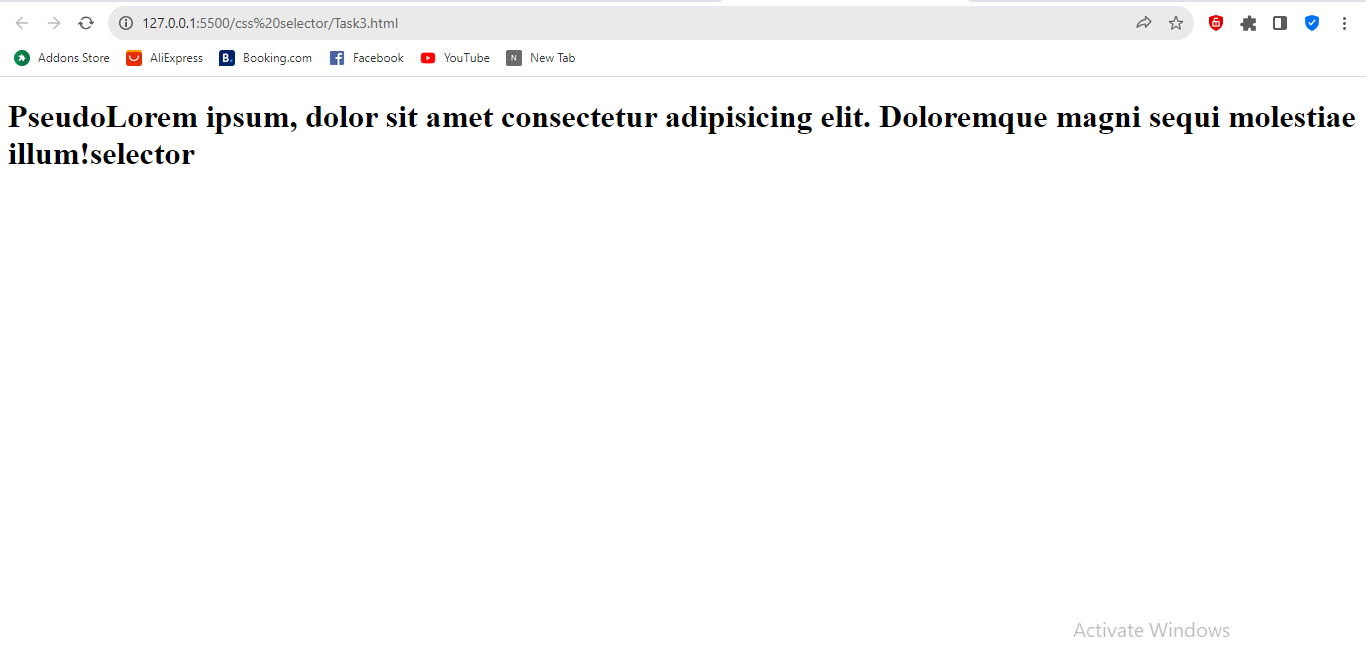 127.0.0.1:5500/css%20selector/Task3.html
Addons Store AliExpress B. Booking.com Facebook YouTube N New Tab
PseudoLorem ipsum, dolor sit amet consectetur adipisicing elit. Doloremque magni sequi molestiae
illum!selector
Activate Windows